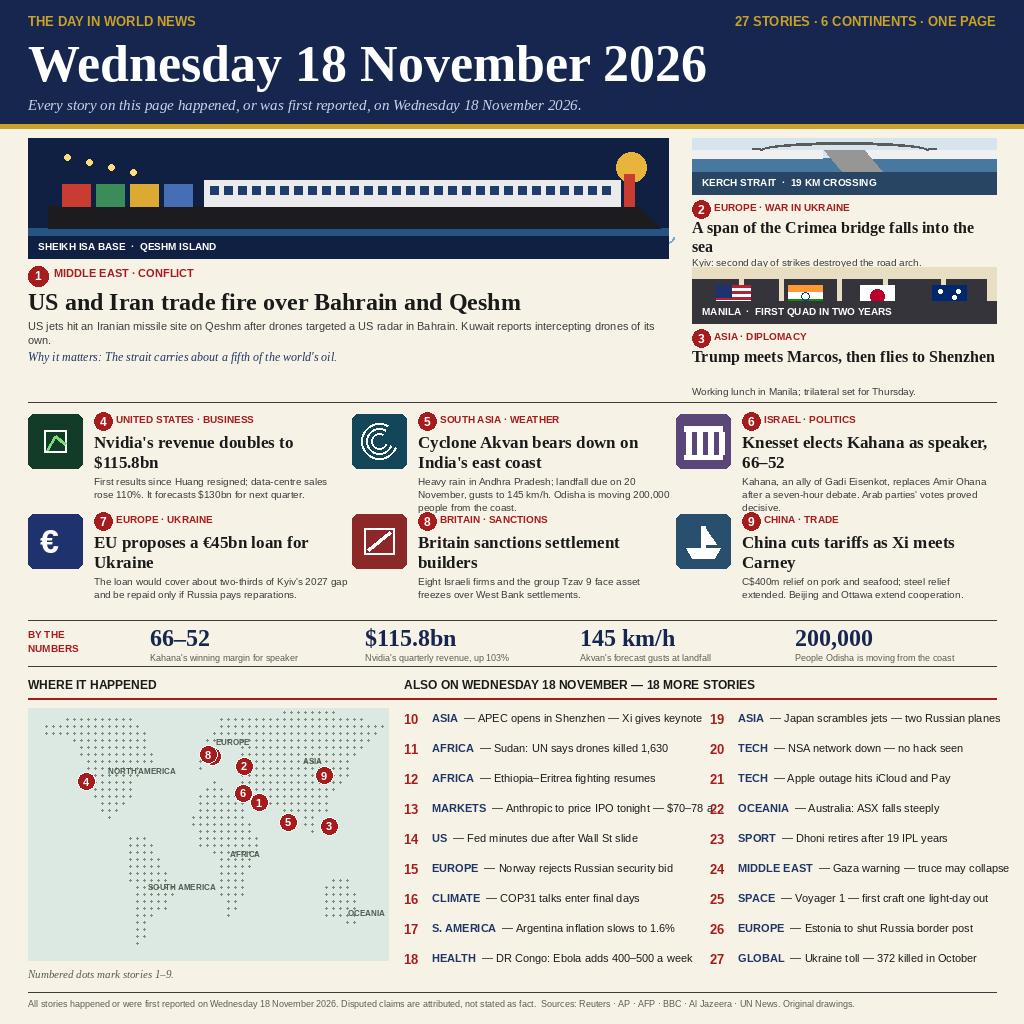 THE DAY IN WORLD NEWS
27 STORIES · 6 CONTINENTS · ONE PAGE
Wednesday 18 November 2026
Every story on this page happened, or was first reported, on Wednesday 18 November 2026.
SHEIKH ISA BASE · QESHM ISLAND
1 MIDDLE EAST · CONFLICT
US and Iran trade fire over Bahrain and Qeshm
US jets hit an Iranian missile site on Qeshm after drones targeted a US radar in Bahrain. Kuwait reports intercepting drones of its
own.
Why it matters: The strait carries about a fifth of the world's oil.
KERCH STRAIT · 19 KM CROSSING
2 EUROPE · WAR IN UKRAINE
A span of the Crimea bridge falls into the
sea
Kyiv: second day of strikes destroyed the road arch.
MANILA · FIRST QUAD IN TWO YEARS
3 ASIA · DIPLOMACY
Trump meets Marcos, then flies to Shenzhen
Working lunch in Manila; trilateral set for Thursday.
4 UNITED STATES · BUSINESS
Nvidia's revenue doubles to
$115.8bn
First results since Huang resigned; data-centre sales
rose 110%. It forecasts $130bn for next quarter.
5 SOUTH ASIA · WEATHER
Cyclone Akvan bears down on
India's east coast
Heavy rain in Andhra Pradesh; landfall due on 20
November, gusts to 145 km/h. Odisha is moving 200,000
people from the coast.
6 ISRAEL · POLITICS
Knesset elects Kahana as speaker,
66–52
Kahana, an ally of Gadi Eisenkot, replaces Amir Ohana
after a seven-hour debate. Arab parties' votes proved
decisive.
€
7 EUROPE · UKRAINE
EU proposes a €45bn loan for
Ukraine
The loan would cover about two-thirds of Kyiv's 2027 gap
and be repaid only if Russia pays reparations.
8 BRITAIN · SANCTIONS
Britain sanctions settlement
builders
Eight Israeli firms and the group Tzav 9 face asset
freezes over West Bank settlements.
9 CHINA · TRADE
China cuts tariffs as Xi meets
Carney
C$400m relief on pork and seafood; steel relief
extended. Beijing and Ottawa extend cooperation.
BY THE
NUMBERS
66–52
Kahana's winning margin for speaker
$115.8bn
Nvidia's quarterly revenue, up 103%
145 km/h
Akvan's forecast gusts at landfall
200,000
People Odisha is moving from the coast
WHERE IT HAPPENED
NORTH AMERICA
EUROPE
ASIA
AFRICA
SOUTH AMERICA
OCEANIA
4
8
2
9
6
1
5
3
Numbered dots mark stories 1–9.
ALSO ON WEDNESDAY 18 NOVEMBER — 18 MORE STORIES
10 ASIA — APEC opens in Shenzhen — Xi gives keynote
11 AFRICA — Sudan: UN says drones killed 1,630
12 AFRICA — Ethiopia–Eritrea fighting resumes
13 MARKETS — Anthropic to price IPO tonight — $70–78 a
14 US — Fed minutes due after Wall St slide
15 EUROPE — Norway rejects Russian security bid
16 CLIMATE — COP31 talks enter final days
17 S. AMERICA — Argentina inflation slows to 1.6%
18 HEALTH — DR Congo: Ebola adds 400–500 a week
19 ASIA — Japan scrambles jets — two Russian planes
20 TECH — NSA network down — no hack seen
21 TECH — Apple outage hits iCloud and Pay
22 OCEANIA — Australia: ASX falls steeply
23 SPORT — Dhoni retires after 19 IPL years
24 MIDDLE EAST — Gaza warning — truce may collapse
25 SPACE — Voyager 1 — first craft one light-day out
26 EUROPE — Estonia to shut Russia border post
27 GLOBAL — Ukraine toll — 372 killed in October
All stories happened or were first reported on Wednesday 18 November 2026. Disputed claims are attributed, not stated as fact. Sources: Reuters · AP · AFP · BBC · Al Jazeera · UN News. Original drawings.